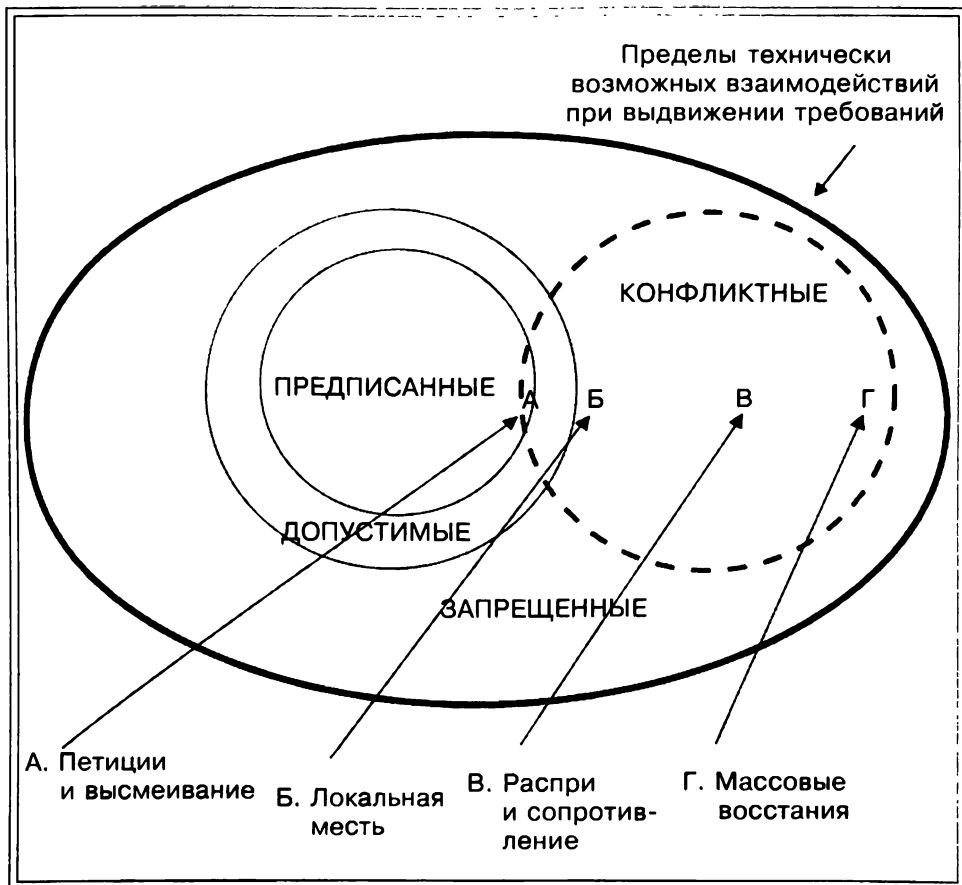 Пределы технически
возможных взаимодействий
при выдвижении требований
КОНФЛИКТНЫЕ
ПРЕДПИСАННЫЕ
А
Б
В
Г
ДОПУСТИМЫЕ
ЗАПРЕЩЕННЫЕ
А. Петиции
и высмеивание
Б. Локальная
месть
В. Распри
и сопротив-
ление
Г. Массовые
восстания